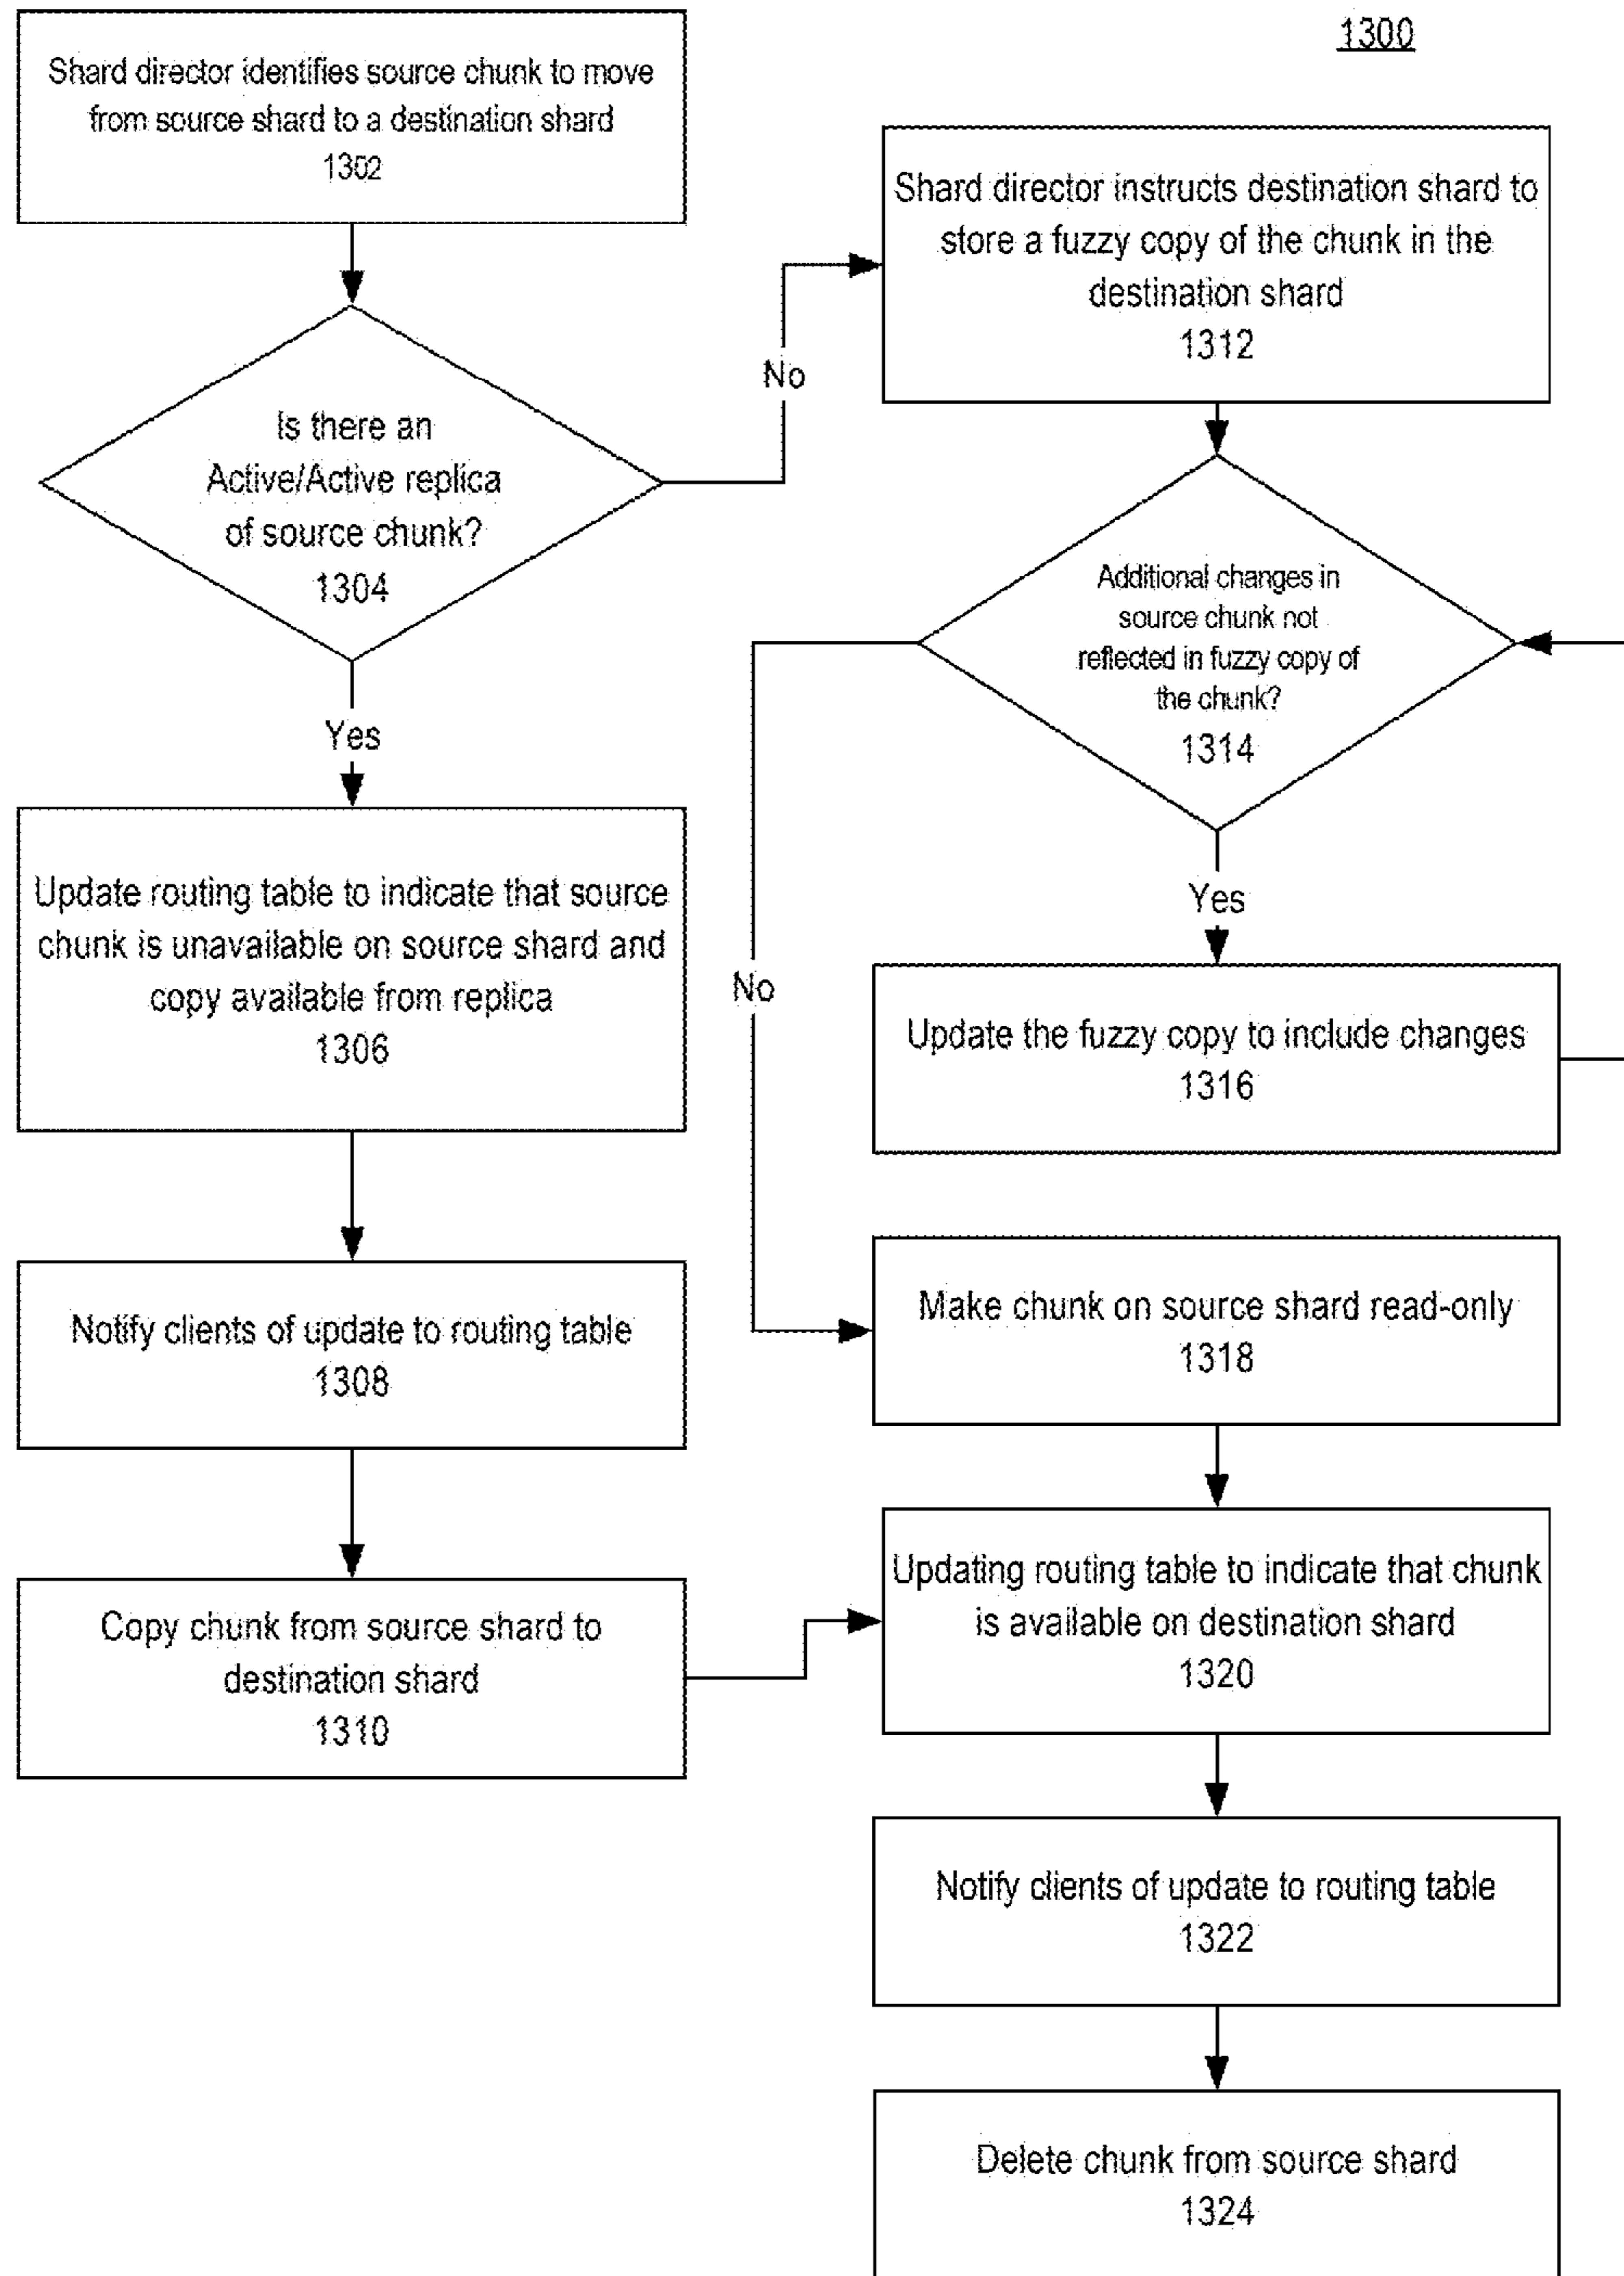 1300
Shard director identifies source chunk to move
from source shard to a destination shard
1302
Is there an
Active/Active replica
of source chunk?
1304
Yes
Update routing table to indicate that source
chunk is unavailable on source shard and
copy available from replica
1306
Notify clients of update to routing table
1308
Copy chunk from source shard to
destination shard
1310
No
Shard director instructs destination shard to
store a fuzzy copy of the chunk in the
destination shard
1312
Additional changes in
source chunk not
reflected in fuzzy copy of
the chunk?
1314
Yes
No
Update the fuzzy copy to include changes
1316
Make chunk on source shard read-only
1318
Updating routing table to indicate that chunk
is available on destination shard
1320
Notify clients of update to routing table
1322
Delete chunk from source shard
1324